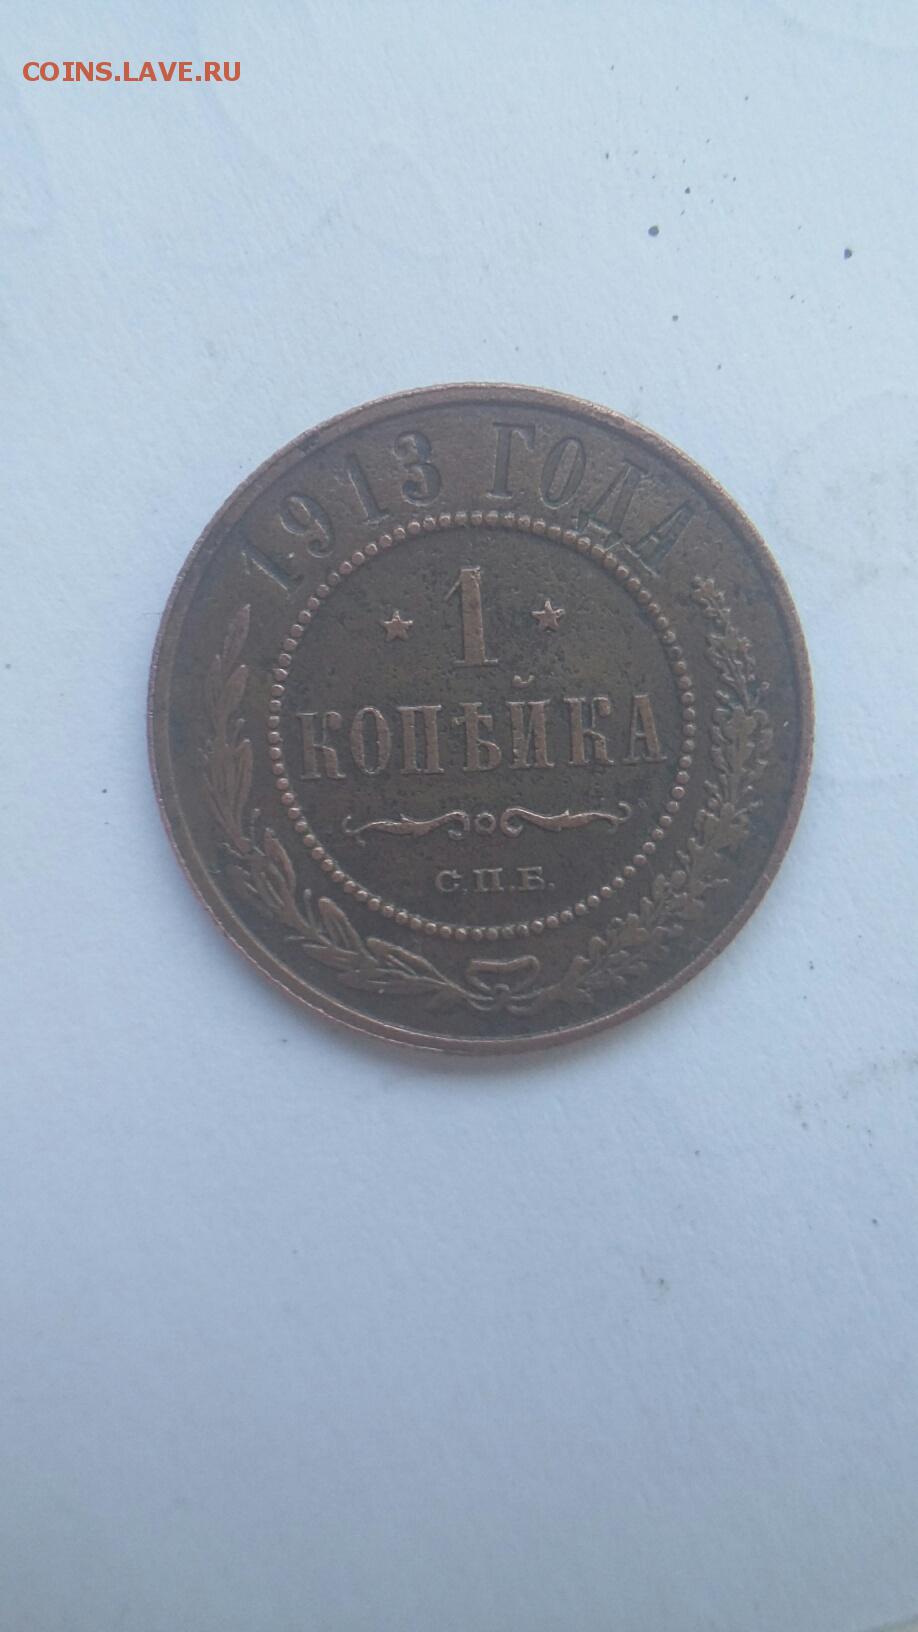 COINS.LAVE.RU
1913 ГОДА
1
КОПѢЙКА
С.П.Б.